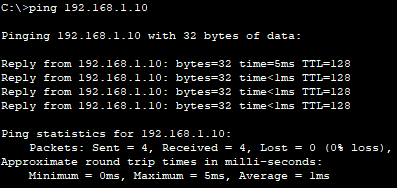 C:\>ping 192.168.1.10
Pinging 192.168.1.10 with 32 bytes of data:
Reply from 192.168.1.10: bytes=32 time=5ms TTL=128
Reply from 192.168.1.10: bytes=32 time<1ms TTL=128
Reply from 192.168.1.10: bytes=32 time<1ms TTL=128
Reply from 192.168.1.10: bytes=32 time<1ms TTL=128
Ping statistics for 192.168.1.10:
    Packets: Sent = 4, Received = 4, Lost = 0 (0% loss),
Approximate round trip times in milli-seconds:
    Minimum = 0ms, Maximum = 5ms, Average = 1ms